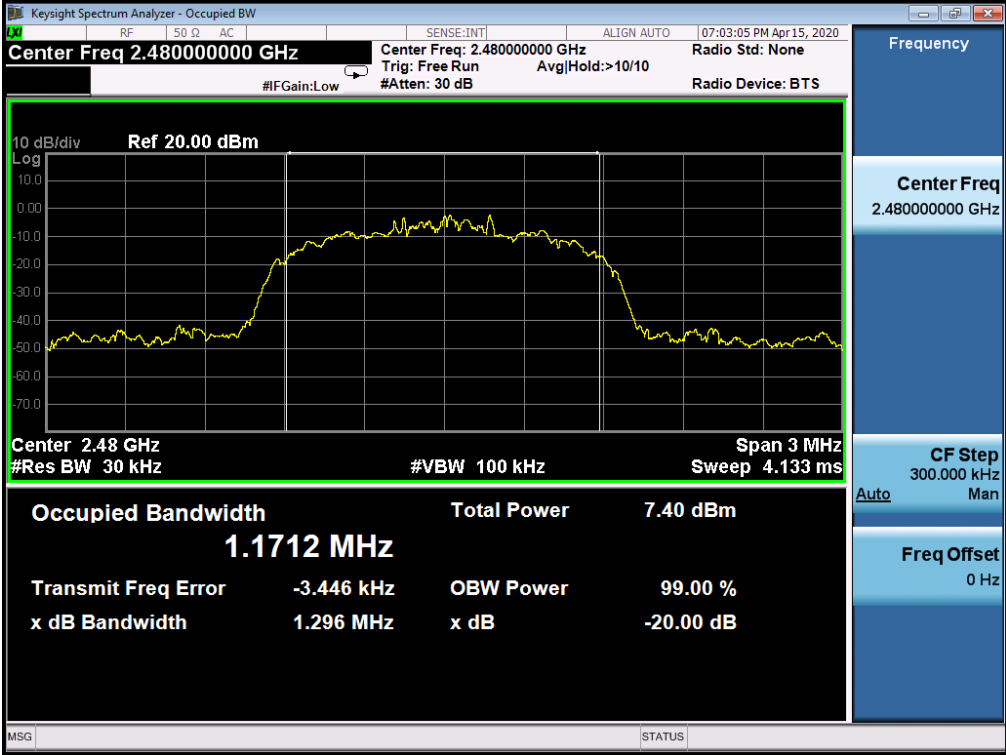 Keysight Spectrum Analyzer - Occupied BW
LXI RF 50 Ω AC SENSE:INT ALIGN AUTO 07:03:05 PM Apr 15, 2020
Center Freq 2.480000000 GHz
Center Freq: 2.480000000 GHz Radio Std: None
Trig: Free Run Avg|Hold:>10/10
#IFGain:Low #Atten: 30 dB Radio Device: BTS
10 dB/div Ref 20.00 dBm
Log
10.0
0.00
-10.0
-20.0
-30.0
-40.0
-50.0
-60.0
-70.0
Center 2.48 GHz Span 3 MHz
#Res BW 30 kHz #VBW 100 kHz Sweep 4.133 ms
Occupied Bandwidth Total Power 7.40 dBm
1.1712 MHz
Transmit Freq Error -3.446 kHz OBW Power 99.00 %
x dB Bandwidth 1.296 MHz x dB -20.00 dB
Frequency
Center Freq
2.480000000 GHz
CF Step
300.000 kHz
Auto Man
Freq Offset
0 Hz
MSG STATUS